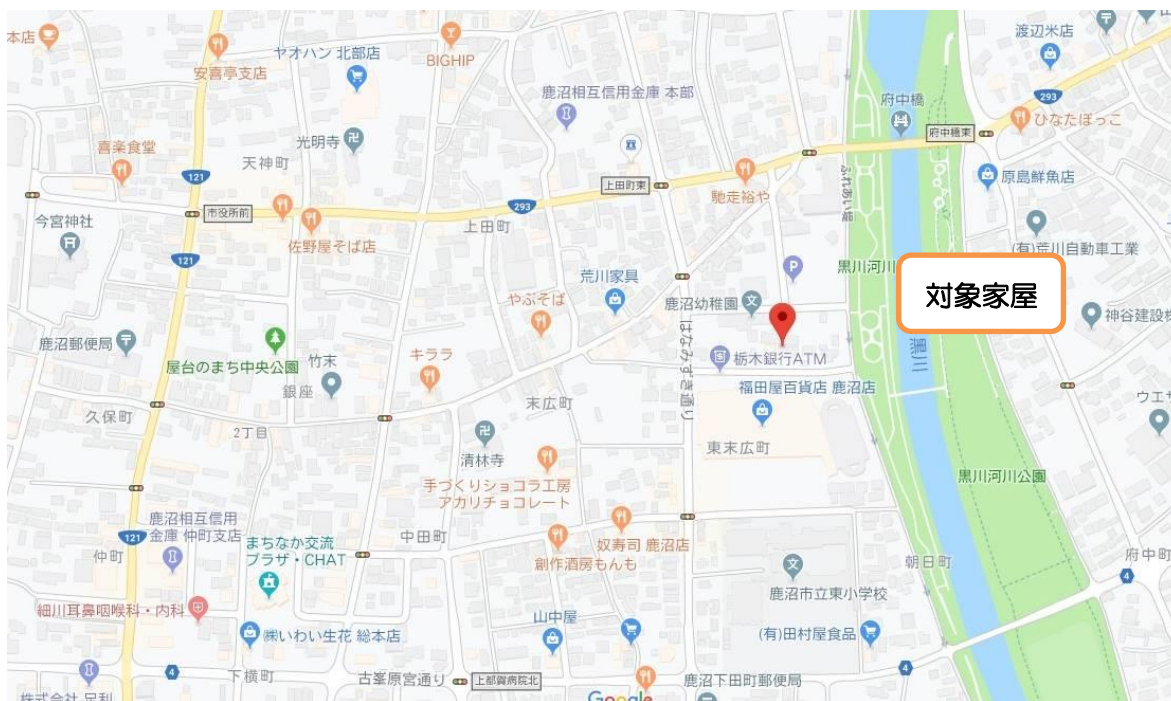 本店
安喜亭支店
ヤオハン 北部店
BIGHIP
渡辺米店
鹿沼相互信用金庫 本部
府中橋
293
ひなたぼっこ
府中橋東
光明寺
喜楽食堂
天神町
121
上田町東
馳走裕や
原島鮮魚店
市役所前
293
今宮神社
佐野屋そば店
上田町
ふれあい堤
(有)荒川自動車工業
121
荒川家具
黒川河川
対象家屋
やぶそば
鹿沼幼稚園
神谷建設株
鹿沼郵便局
屋台のまち中央公園
竹末
銀座
キララ
はなみずき通り
栃木銀行ATM
黒川
福田屋百貨店 鹿沼店
末広町
久保町
2丁目
東末広町
清林寺
手づくりショコラ工房
アカリチョコレート
黒川河川公園
鹿沼相互信用
金庫 仲町支店
121
まちなか交流
プラザ・CHAT
中田町
奴寿司 鹿沼店
創作酒房もんも
仲町
朝日町
府中町
4
鹿沼市立東小学校
細川耳鼻咽喉科・内科
㈱いわい生花 総本店
山中屋
(有)田村屋食品
4
下横町
古峯原宮通り
上都賀病院北
鹿沼下田町郵便局
4
株式会社 足利
Google